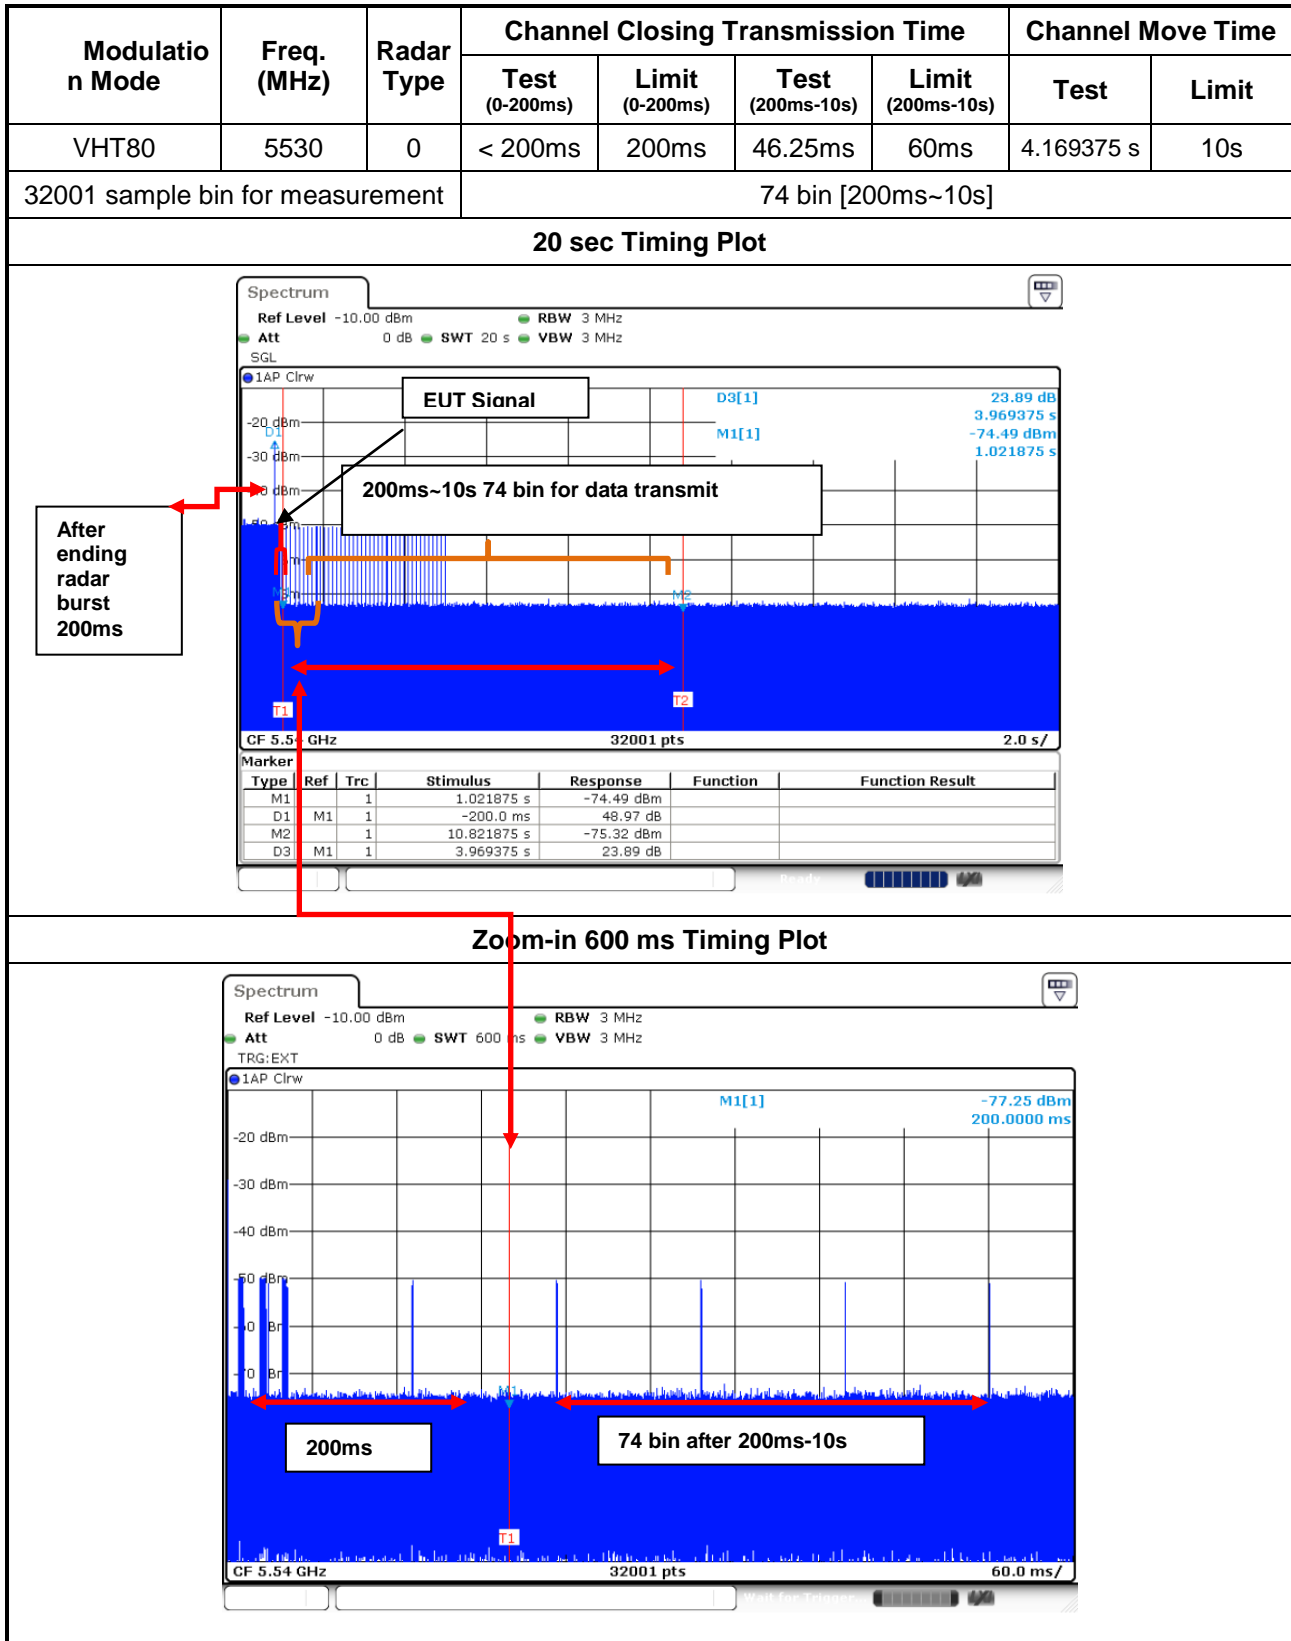 Modulatio
n Mode
Freq.
(MHz)
Radar
Type
Channel Closing Transmission Time
Channel Move Time
Test
(0-200ms)
Limit
(0-200ms)
Test
(200ms-10s)
Limit
(200ms-10s)
Test
Limit
VHT80 5530 0 < 200ms 200ms 46.25ms 60ms 4.169375 s 10s
32001 sample bin for measurement 74 bin [200ms~10s]
20 sec Timing Plot
Spectrum
Ref Level -10.00 dBm RBW 3 MHz
Att 0 dB SWT 20 s VBW 3 MHz
SGL
1AP Clrw
EUT Signal
D3[1] 23.89 dB
3.969375 s
M1[1] -74.49 dBm
1.021875 s
-20 dBm
D1
-30 dBm
200ms~10s 74 bin for data transmit
After
ending
radar
burst
200ms
M2
T1
T2
CF 5.54 GHz 32001 pts 2.0 s/
Marker
Type Ref Trc Stimulus Response Function Function Result
M1 1 1.021875 s -74.49 dBm
D1 M1 1 -200.0 ms 48.97 dB
M2 1 10.821875 s -75.32 dBm
D3 M1 1 3.969375 s 23.89 dB
Ready
Zoom-in 600 ms Timing Plot
Spectrum
Ref Level -10.00 dBm RBW 3 MHz
Att 0 dB SWT 600 ms VBW 3 MHz
TRG:EXT
1AP Clrw
M1[1] -77.25 dBm
200.0000 ms
-20 dBm
-30 dBm
-40 dBm
-50 dBm
M1
200ms
74 bin after 200ms-10s
T1
CF 5.54 GHz 32001 pts 60.0 ms/
Wait for Trigger